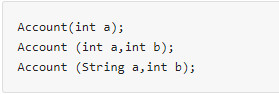 Account(int a);
Account (int a,int b);
Account (String a,int b);